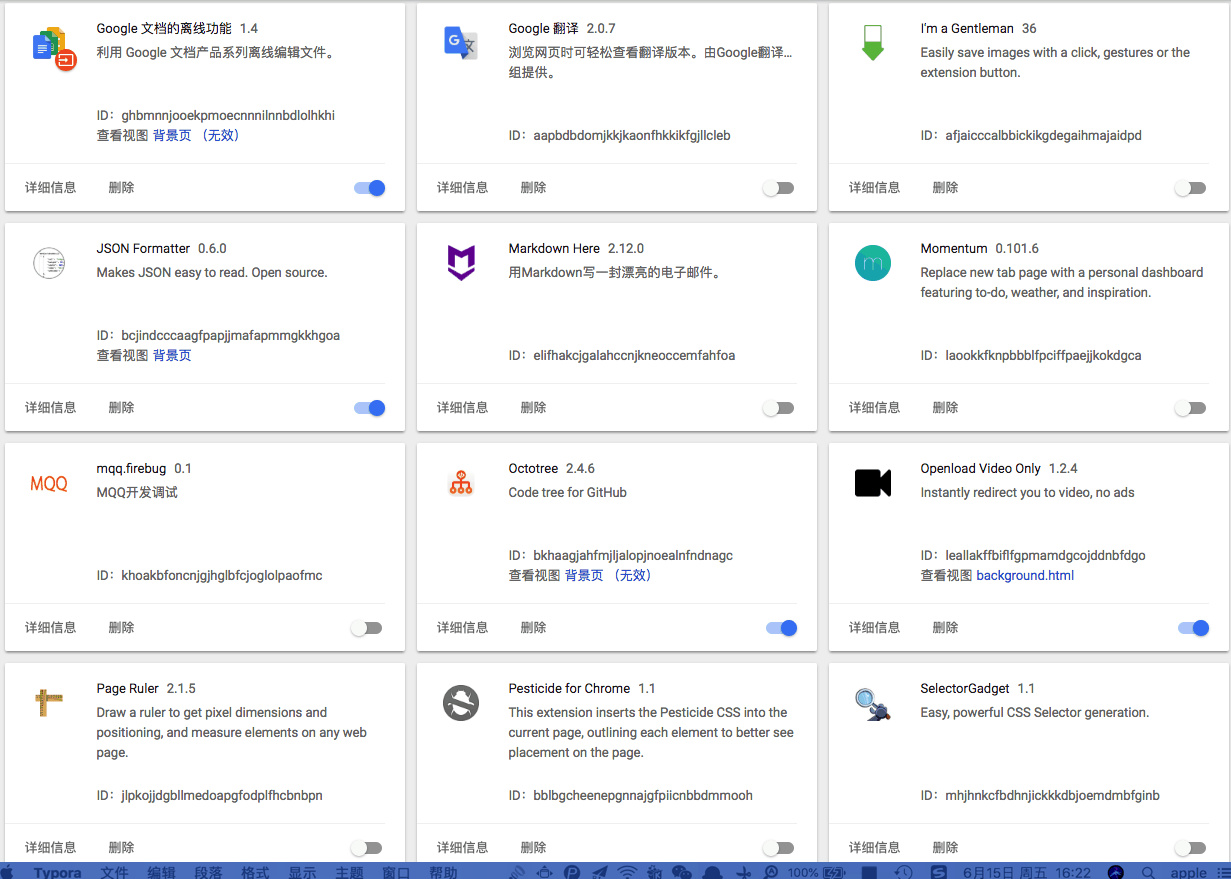 Google 文档的离线功能 1.4
利用 Google 文档产品系列离线编辑文件。
ID：ghbmnnjooekpmoecnnnilnnbdlolhkhi
查看视图 背景页 （无效）
详细信息 删除
Google 翻译 2.0.7
浏览网页时可轻松查看翻译版本。由Google翻译...
组提供。
ID：aapbdbdomjkkjkaonfhkkikfgjllcleb
详细信息 删除
I'm a Gentleman 36
Easily save images with a click, gestures or the
extension button.
ID：afjaicccalbbickikgdegaihmajaidpd
详细信息 删除
JSON Formatter 0.6.0
Makes JSON easy to read. Open source.
ID：bcjindcccaagfpapjjmafapmmgkkhgoa
查看视图 背景页
详细信息 删除
Markdown Here 2.12.0
用Markdown写一封漂亮的电子邮件。
ID：elifhakcjgalahccnjkneoccemfahfoa
详细信息 删除
m
Momentum 0.101.6
Replace new tab page with a personal dashboard
featuring to-do, weather, and inspiration.
ID：laookkfknpbbblfpciffpaejjkokdgca
详细信息 删除
MQQ
mqq.firebug 0.1
MQQ开发调试
ID：khoakbfoncnjgjhglbfcjoglolpaofmc
详细信息 删除
Octotree 2.4.6
Code tree for GitHub
ID：bkhaagjahfmjljalopjnoealnfndnagc
查看视图 背景页 （无效）
详细信息 删除
Openload Video Only 1.2.4
Instantly redirect you to video, no ads
ID：leallakffbiflfgpmamdgcojddnbfdgo
查看视图 background.html
详细信息 删除
Page Ruler 2.1.5
Draw a ruler to get pixel dimensions and
positioning, and measure elements on any web
page.
ID：jlpkojjdgbllmedoapgfodplfhcbnbpn
详细信息 删除
Pesticide for Chrome 1.1
This extension inserts the Pesticide CSS into the
current page, outlining each element to better see
placement on the page.
ID：bblbgcheenepgnnajgfpiicnbbdmmooh
详细信息 删除
SelectorGadget 1.1
Easy, powerful CSS Selector generation.
ID：mhjhnkcfbdhnjickkkdbjoemdmbfginb
详细信息 删除
Typora 文件 编辑 段落 格式 显示 主题 窗口 帮助 100% 6月15日 周五 16:22 apple